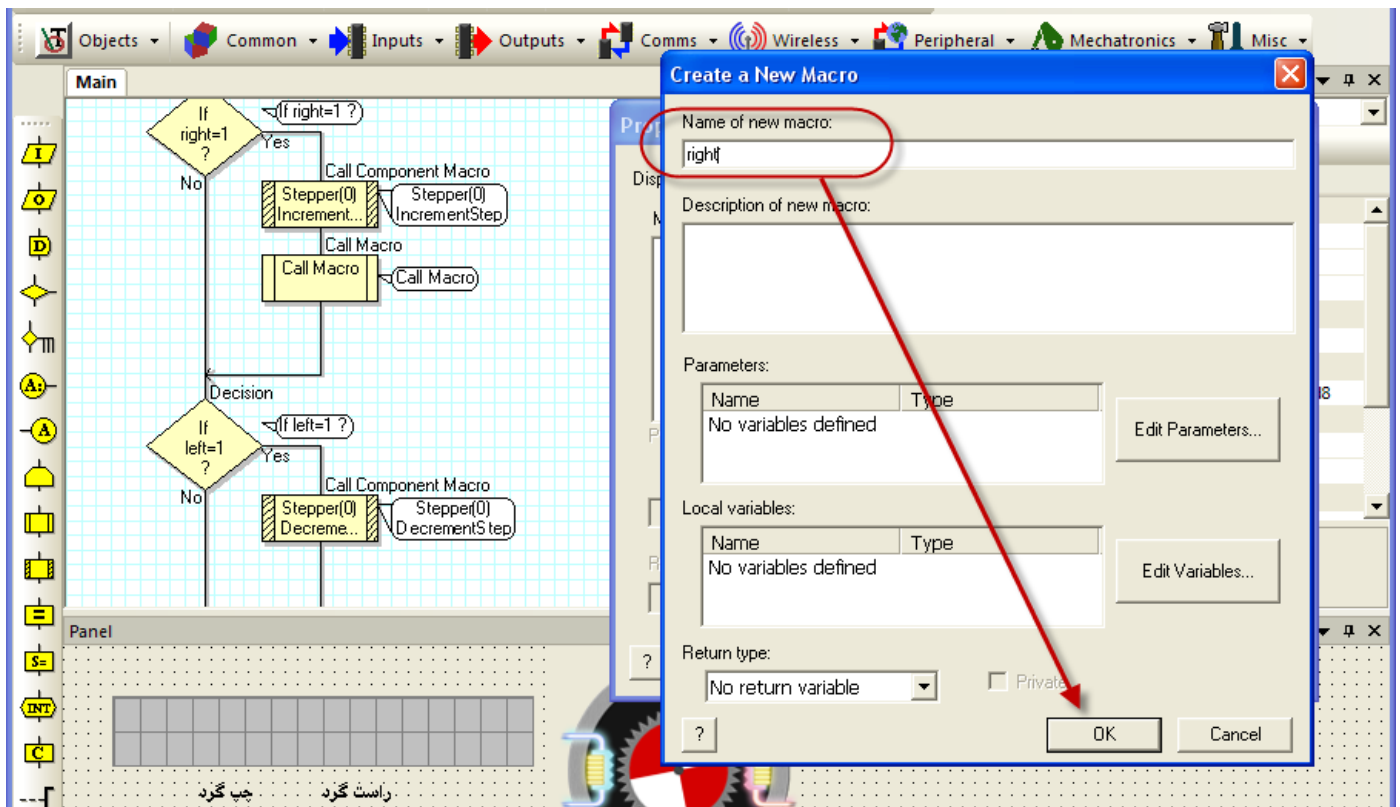 Objects Common Inputs Outputs Comms Wireless Peripheral Mechatronics Misc
Main
If
right=1
?
If right=1 ?
Yes
No
Call Component Macro
Stepper(0)
Increment...
Stepper(0)
IncrementStep
Call Macro
Call Macro
Call Macro
Decision
If
left=1
?
If left=1 ?
Yes
No
Call Component Macro
Stepper(0)
Decreme...
Stepper(0)
DecrementStep
I
O
D
A:
A
=
S=
INT
C
Panel
چپ گرد
راست گرد
Prop
Disp
?
Create a New Macro
Name of new macro:
right
Description of new macro:
Parameters:
Name Type
No variables defined
Edit Parameters...
Local variables:
Name Type
No variables defined
Edit Variables...
Return type:
No return variable
Private
?
OK
Cancel